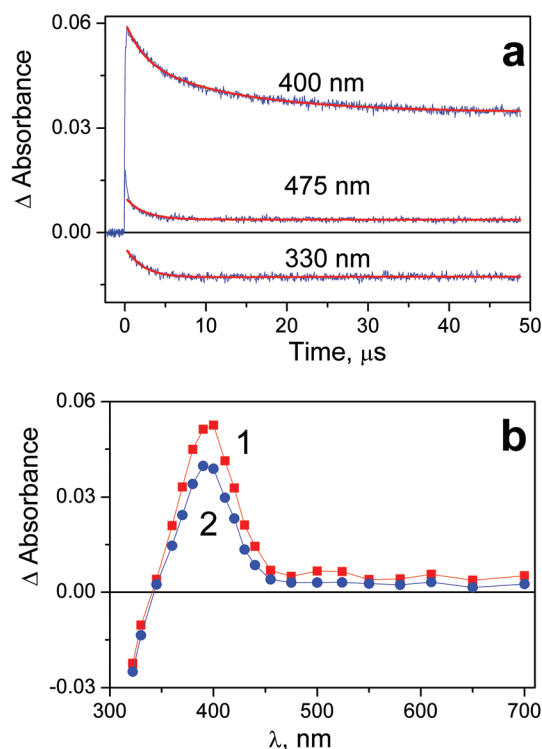 a
0.06
0.03
0.00
Δ Absorbance
400 nm
475 nm
330 nm
0 10 20 30 40 50
Time, μs
b
0.06
0.03
0.00
-0.03
Δ Absorbance
1
2
300 400 500 600 700
λ, nm